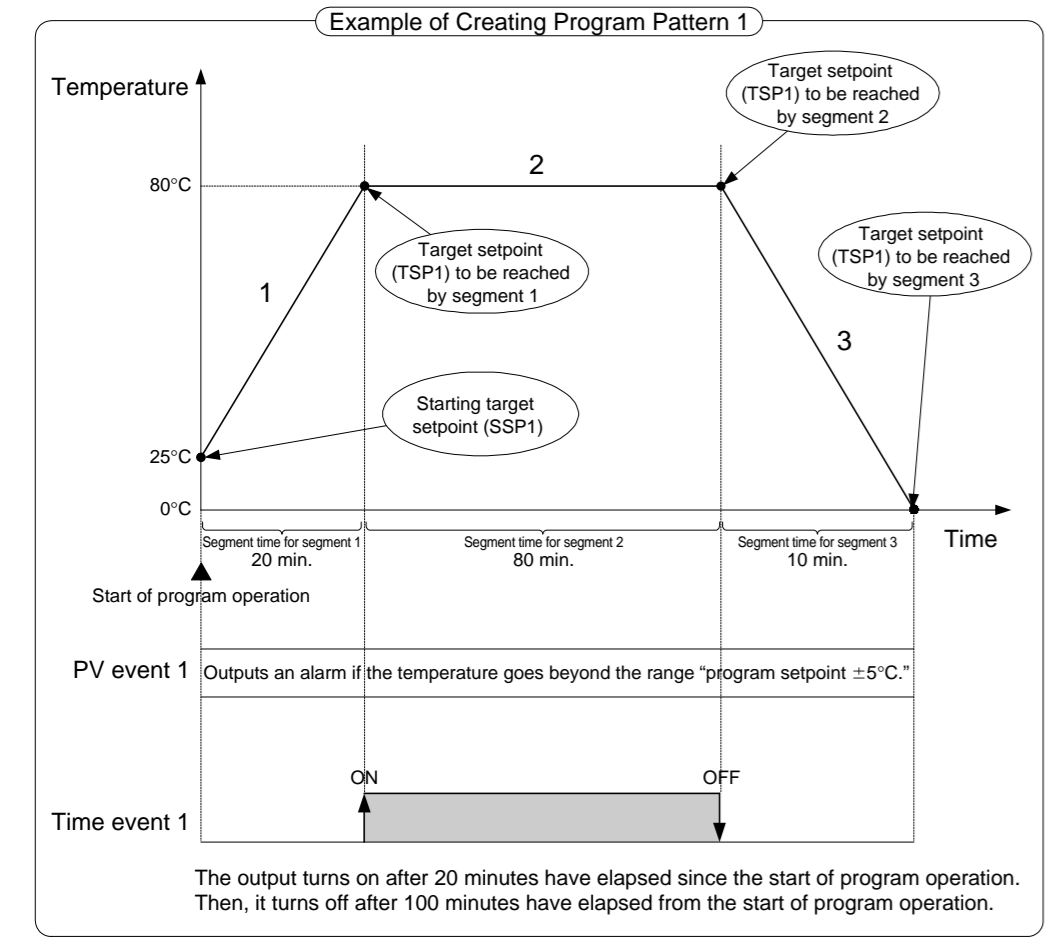 Example of Creating Program Pattern 1
Temperature
Target setpoint
(TSP1) to be reached
by segment 2
2
80°C
Target setpoint
(TSP1) to be reached
by segment 1
Target setpoint
(TSP1) to be reached
by segment 3
1
3
Starting target
setpoint (SSP1)
25°C
0°C
Time
Segment time for segment 1
20 min.
Segment time for segment 2
80 min.
Segment time for segment 3
10 min.
Start of program operation
PV event 1
Outputs an alarm if the temperature goes beyond the range “program setpoint ±5°C.”
ON
OFF
Time event 1
The output turns on after 20 minutes have elapsed since the start of program operation.
Then, it turns off after 100 minutes have elapsed from the start of program operation.